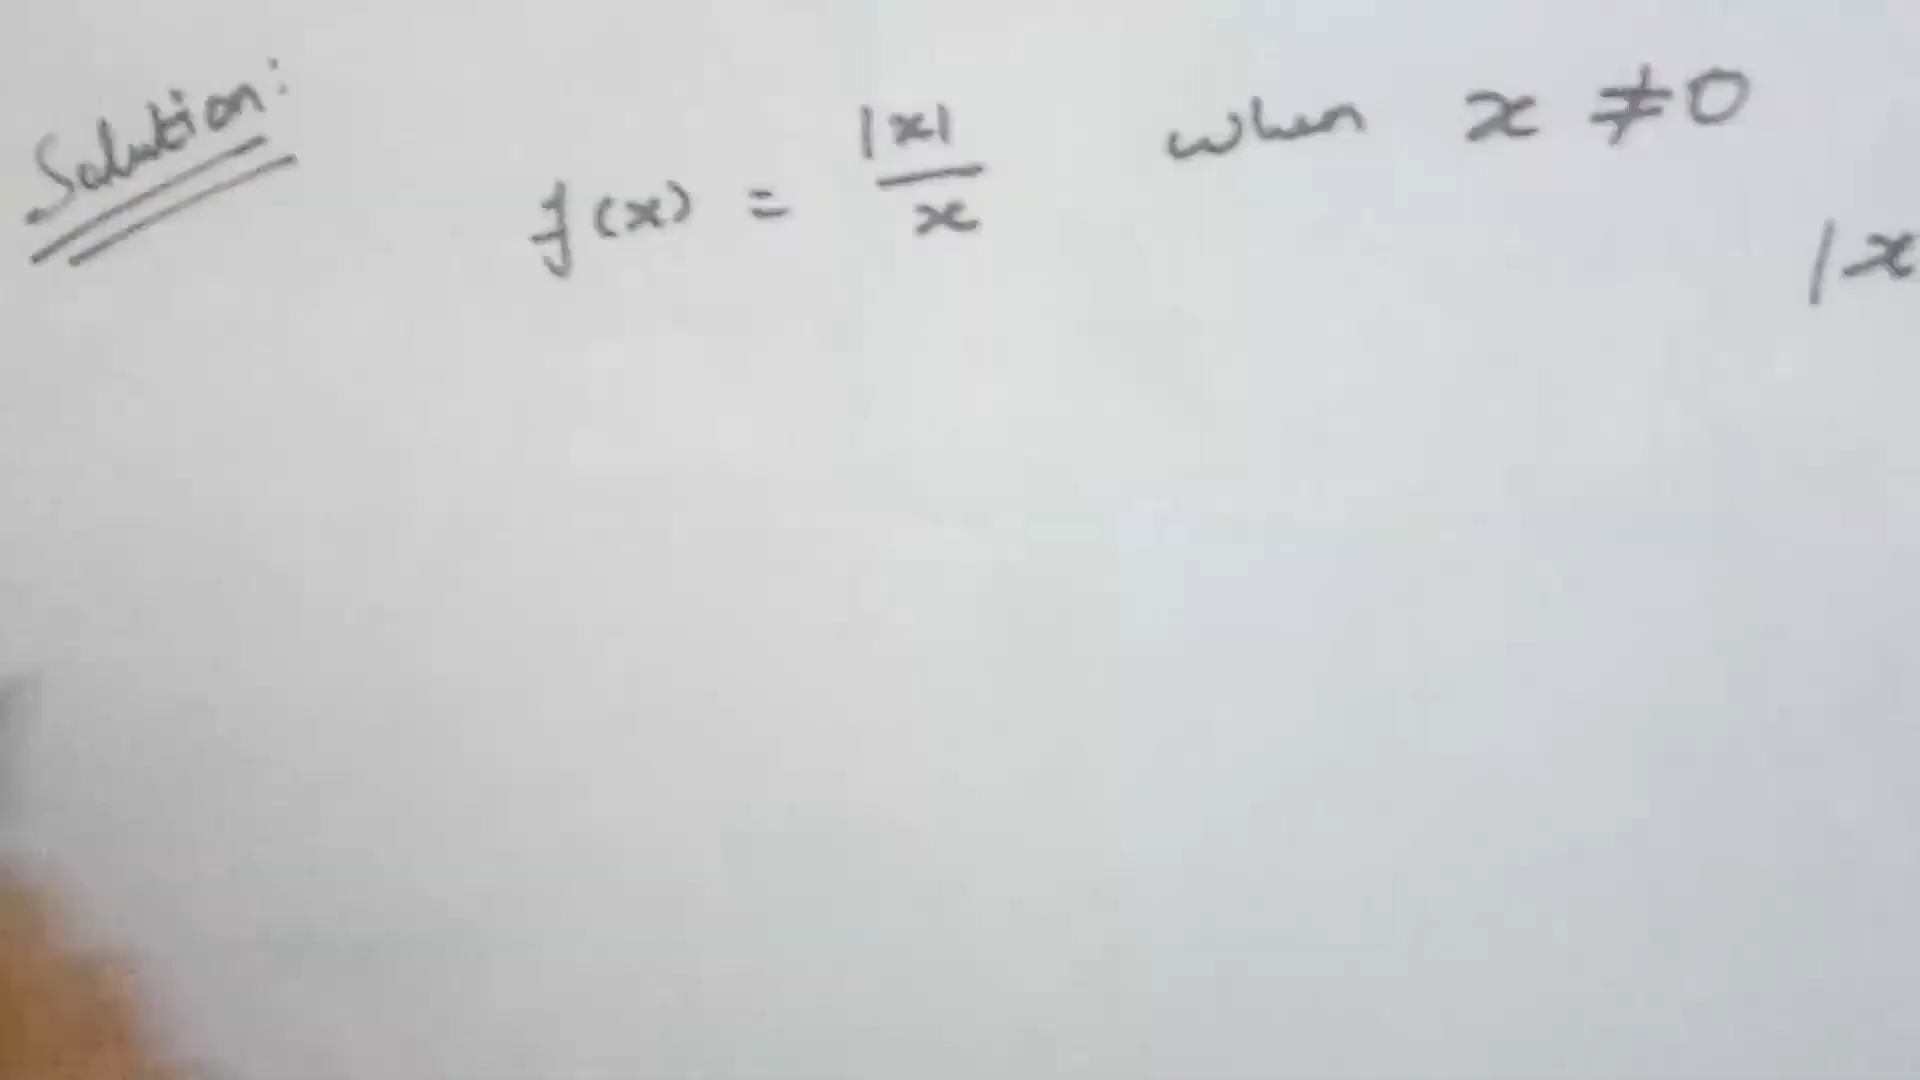 Solution:
f(x) = |x|/x when x ≠ 0
|x